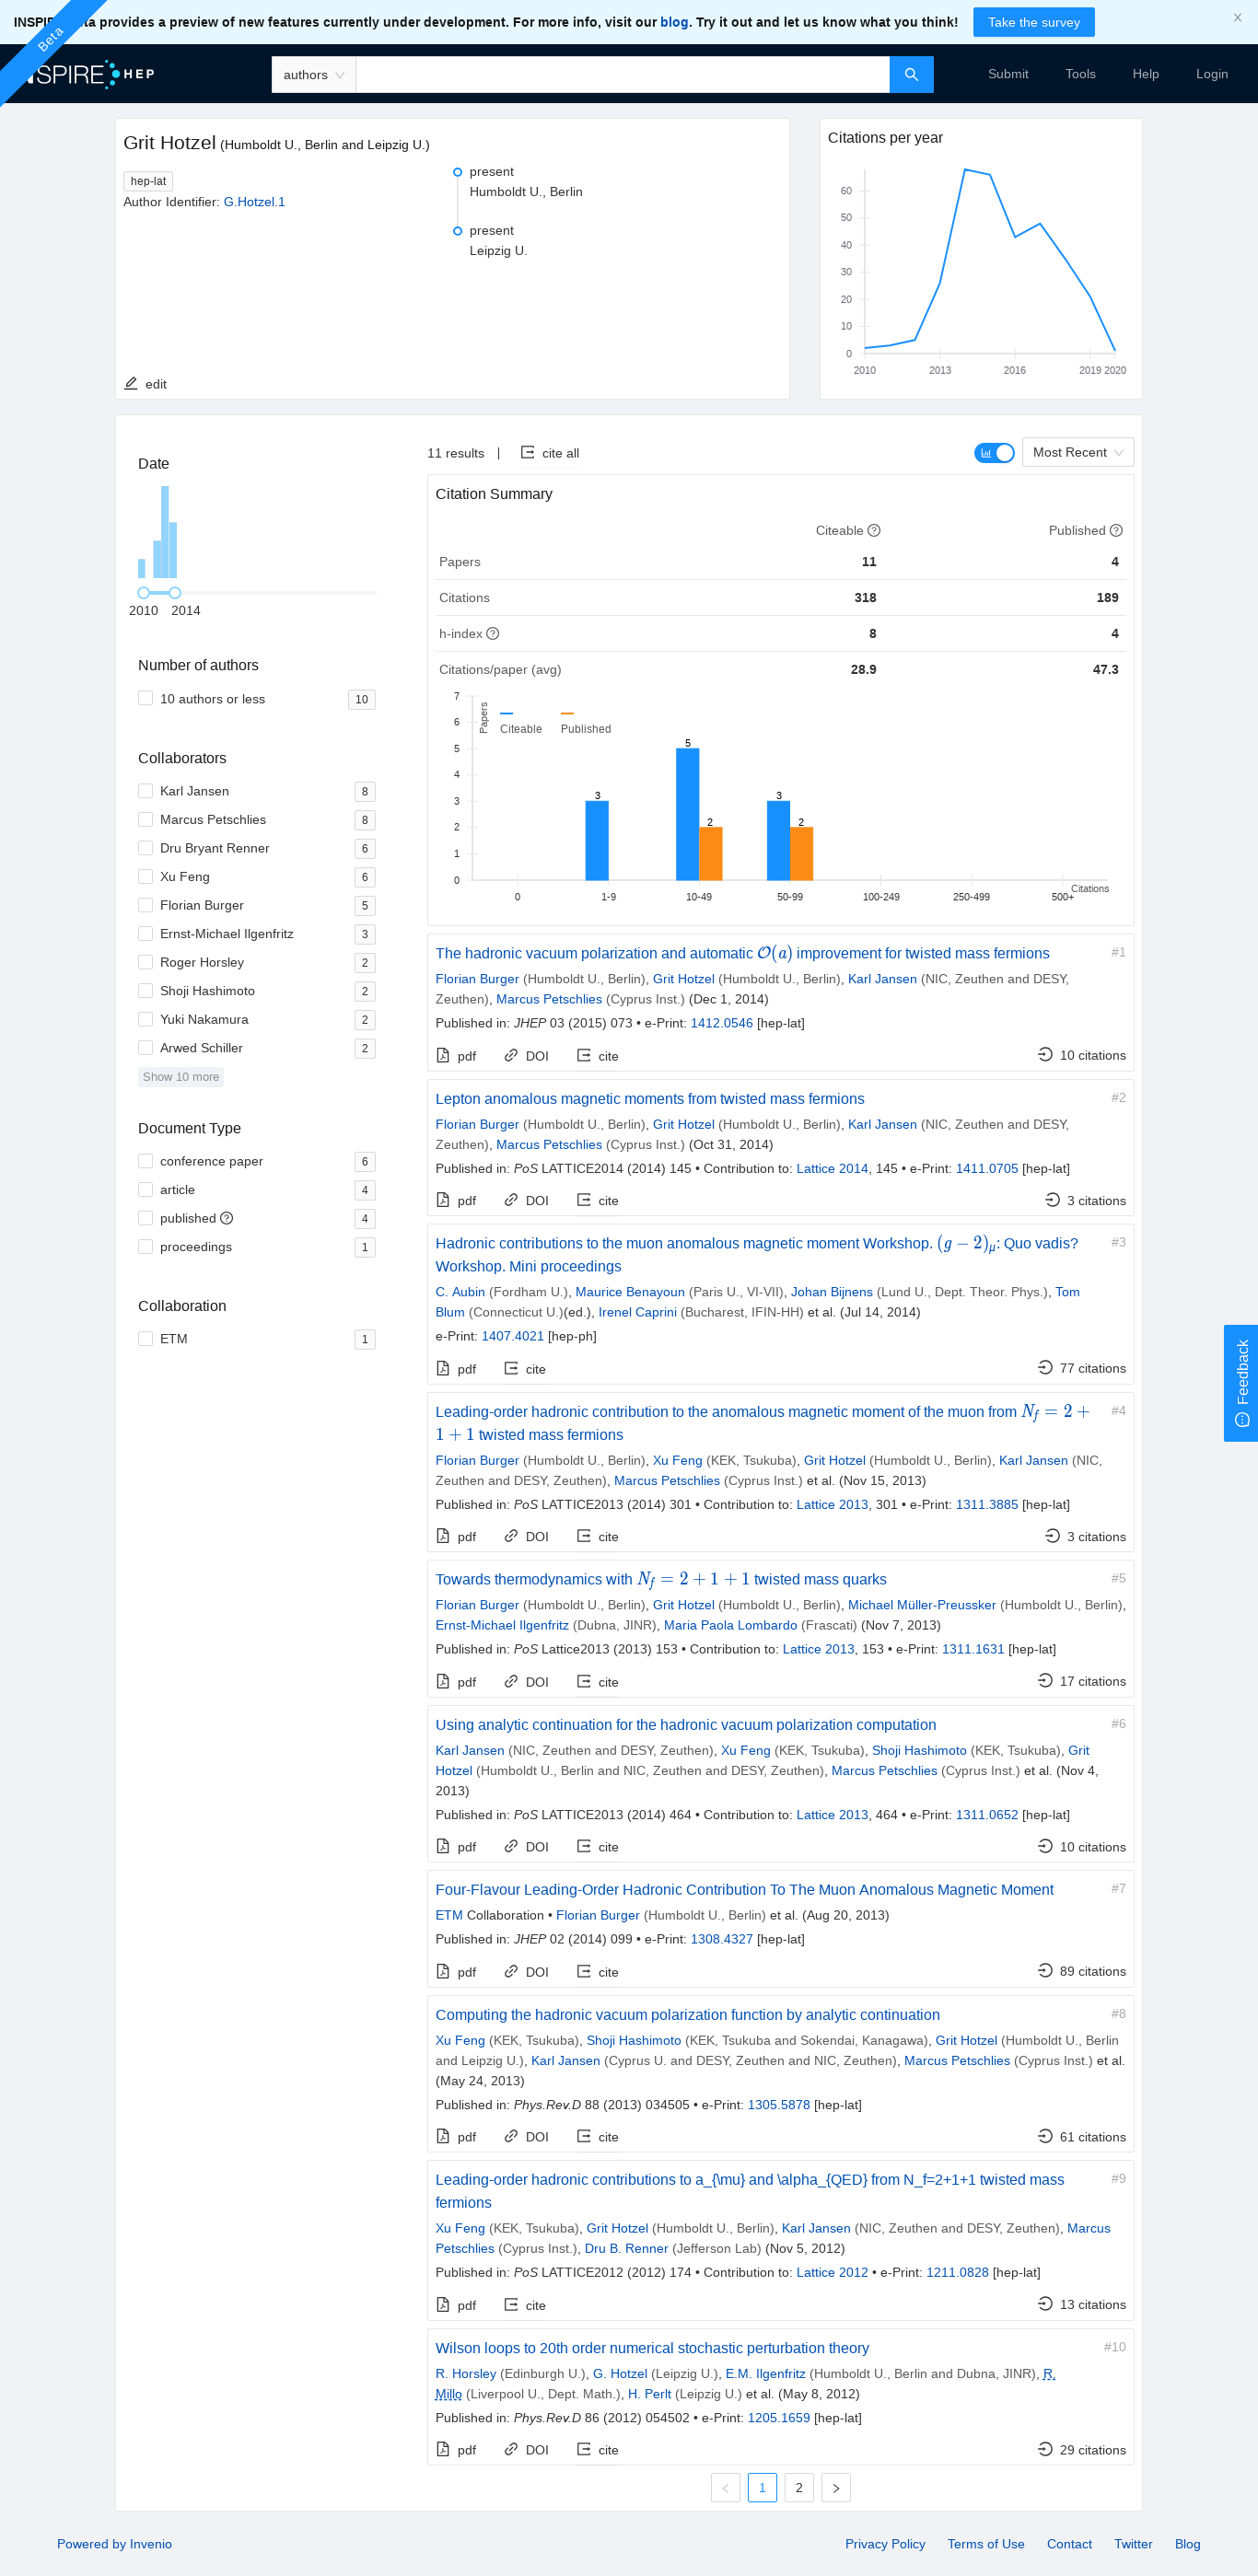 INSPIRE Beta provides a preview of new features currently under development. For more info, visit our blog. Try it out and let us know what you think!
Take the survey
Beta
INSPIRE HEP
authors
Submit
Tools
Help
Login
Grit Hotzel (Humboldt U., Berlin and Leipzig U.)
hep-lat
Author Identifier: G.Hotzel.1
present
Humboldt U., Berlin
present
Leipzig U.
edit
Citations per year
60
50
40
30
20
10
0
2010 2013 2016 2019 2020
Date
2010 2014
Number of authors
10 authors or less 10
Collaborators
Karl Jansen 8
Marcus Petschlies 8
Dru Bryant Renner 6
Xu Feng 6
Florian Burger 5
Ernst-Michael Ilgenfritz 3
Roger Horsley 2
Shoji Hashimoto 2
Yuki Nakamura 2
Arwed Schiller 2
Show 10 more
Document Type
conference paper 6
article 4
published 4
proceedings 1
Collaboration
ETM 1
11 results | cite all
Most Recent
Citation Summary
Citeable Published
Papers 11 4
Citations 318 189
h-index 8 4
Citations/paper (avg) 28.9 47.3
7
6
5
4
3
2
1
0
Papers
Citeable Published
3 5 2 3 2
0 1-9 10-49 50-99 100-249 250-499 500+
Citations
The hadronic vacuum polarization and automatic 𝒪(a) improvement for twisted mass fermions #1
Florian Burger (Humboldt U., Berlin), Grit Hotzel (Humboldt U., Berlin), Karl Jansen (NIC, Zeuthen and DESY,
Zeuthen), Marcus Petschlies (Cyprus Inst.) (Dec 1, 2014)
Published in: JHEP 03 (2015) 073 • e-Print: 1412.0546 [hep-lat]
pdf DOI cite 10 citations
Lepton anomalous magnetic moments from twisted mass fermions #2
Florian Burger (Humboldt U., Berlin), Grit Hotzel (Humboldt U., Berlin), Karl Jansen (NIC, Zeuthen and DESY,
Zeuthen), Marcus Petschlies (Cyprus Inst.) (Oct 31, 2014)
Published in: PoS LATTICE2014 (2014) 145 • Contribution to: Lattice 2014, 145 • e-Print: 1411.0705 [hep-lat]
pdf DOI cite 3 citations
Hadronic contributions to the muon anomalous magnetic moment Workshop. (g − 2)μ: Quo vadis? #3
Workshop. Mini proceedings
C. Aubin (Fordham U.), Maurice Benayoun (Paris U., VI-VII), Johan Bijnens (Lund U., Dept. Theor. Phys.), Tom
Blum (Connecticut U.)(ed.), Irenel Caprini (Bucharest, IFIN-HH) et al. (Jul 14, 2014)
e-Print: 1407.4021 [hep-ph]
pdf cite 77 citations
Leading-order hadronic contribution to the anomalous magnetic moment of the muon from Nf = 2 + #4
1 + 1 twisted mass fermions
Florian Burger (Humboldt U., Berlin), Xu Feng (KEK, Tsukuba), Grit Hotzel (Humboldt U., Berlin), Karl Jansen (NIC,
Zeuthen and DESY, Zeuthen), Marcus Petschlies (Cyprus Inst.) et al. (Nov 15, 2013)
Published in: PoS LATTICE2013 (2014) 301 • Contribution to: Lattice 2013, 301 • e-Print: 1311.3885 [hep-lat]
pdf DOI cite 3 citations
Towards thermodynamics with Nf = 2 + 1 + 1 twisted mass quarks #5
Florian Burger (Humboldt U., Berlin), Grit Hotzel (Humboldt U., Berlin), Michael Müller-Preussker (Humboldt U., Berlin),
Ernst-Michael Ilgenfritz (Dubna, JINR), Maria Paola Lombardo (Frascati) (Nov 7, 2013)
Published in: PoS Lattice2013 (2013) 153 • Contribution to: Lattice 2013, 153 • e-Print: 1311.1631 [hep-lat]
pdf DOI cite 17 citations
Using analytic continuation for the hadronic vacuum polarization computation #6
Karl Jansen (NIC, Zeuthen and DESY, Zeuthen), Xu Feng (KEK, Tsukuba), Shoji Hashimoto (KEK, Tsukuba), Grit
Hotzel (Humboldt U., Berlin and NIC, Zeuthen and DESY, Zeuthen), Marcus Petschlies (Cyprus Inst.) et al. (Nov 4,
2013)
Published in: PoS LATTICE2013 (2014) 464 • Contribution to: Lattice 2013, 464 • e-Print: 1311.0652 [hep-lat]
pdf DOI cite 10 citations
Four-Flavour Leading-Order Hadronic Contribution To The Muon Anomalous Magnetic Moment #7
ETM Collaboration • Florian Burger (Humboldt U., Berlin) et al. (Aug 20, 2013)
Published in: JHEP 02 (2014) 099 • e-Print: 1308.4327 [hep-lat]
pdf DOI cite 89 citations
Computing the hadronic vacuum polarization function by analytic continuation #8
Xu Feng (KEK, Tsukuba), Shoji Hashimoto (KEK, Tsukuba and Sokendai, Kanagawa), Grit Hotzel (Humboldt U., Berlin
and Leipzig U.), Karl Jansen (Cyprus U. and DESY, Zeuthen and NIC, Zeuthen), Marcus Petschlies (Cyprus Inst.) et al.
(May 24, 2013)
Published in: Phys.Rev.D 88 (2013) 034505 • e-Print: 1305.5878 [hep-lat]
pdf DOI cite 61 citations
Leading-order hadronic contributions to a_{\mu} and \alpha_{QED} from N_f=2+1+1 twisted mass #9
fermions
Xu Feng (KEK, Tsukuba), Grit Hotzel (Humboldt U., Berlin), Karl Jansen (NIC, Zeuthen and DESY, Zeuthen), Marcus
Petschlies (Cyprus Inst.), Dru B. Renner (Jefferson Lab) (Nov 5, 2012)
Published in: PoS LATTICE2012 (2012) 174 • Contribution to: Lattice 2012 • e-Print: 1211.0828 [hep-lat]
pdf cite 13 citations
Wilson loops to 20th order numerical stochastic perturbation theory #10
R. Horsley (Edinburgh U.), G. Hotzel (Leipzig U.), E.M. Ilgenfritz (Humboldt U., Berlin and Dubna, JINR), R.
Millo (Liverpool U., Dept. Math.), H. Perlt (Leipzig U.) et al. (May 8, 2012)
Published in: Phys.Rev.D 86 (2012) 054502 • e-Print: 1205.1659 [hep-lat]
pdf DOI cite 29 citations
1 2
Feedback
Powered by Invenio
Privacy Policy Terms of Use Contact Twitter Blog